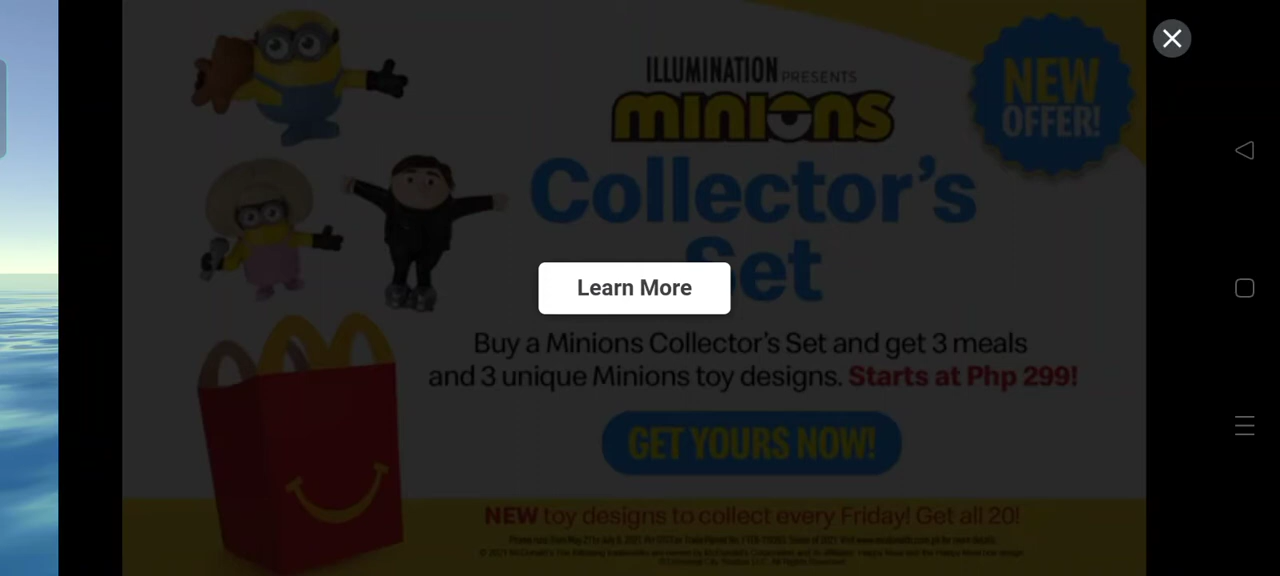 ILLUMINATION PRESENTS
minions
NEW
OFFER!
Collector's
Set
Learn More
Buy a Minions Collector's Set and get 3 meals
and 3 unique Minions toy designs. Starts at Php 299!
GET YOURS NOW!
NEW toy designs to collect every Friday! Get all 20!